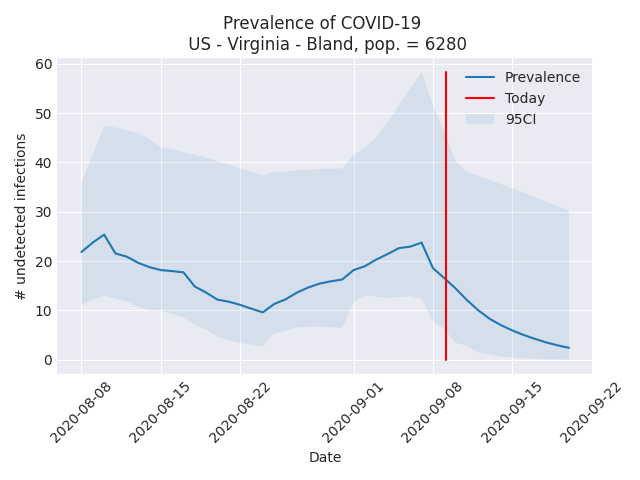 Prevalence of COVID-19
US - Virginia - Bland, pop. = 6280
Prevalence
Today
95CI
# undetected infections
60
50
40
30
20
10
0
2020-08-08
2020-08-15
2020-08-22
2020-09-01
2020-09-08
2020-09-15
2020-09-22
Date